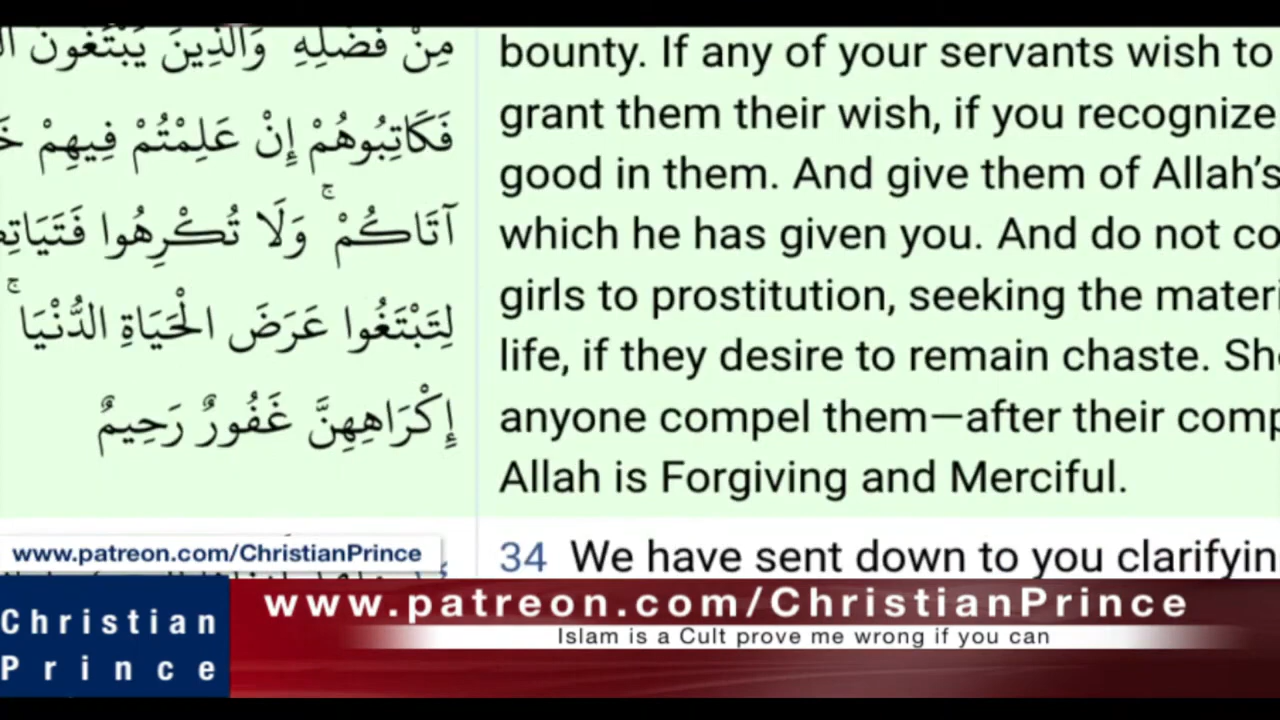 مِنْ فَضْلِهِ وَالَّذِينَ يَبْتَغُونَ
فَكَاتِبُوهُمْ إِنْ عَلِمْتُمْ فِيهِمْ
آتَاكُمْ ۚ وَلَا تُكْرِهُوا
لِتَبْتَغُوا عَرَضَ الْحَيَاةِ الدُّنْيَا ۚ
إِكْرَاهِهِنَّ غَفُورٌ رَحِيمٌ
bounty. If any of your servants wish to
grant them their wish, if you recognize
good in them. And give them of Allah’s
which he has given you. And do not co
girls to prostitution, seeking the materi
life, if they desire to remain chaste. Sho
anyone compel them—after their comp
Allah is Forgiving and Merciful.
34 We have sent down to you clarifyin
www.patreon.com/ChristianPrince
Christian
Prince
www.patreon.com/ChristianPrince
Islam is a Cult prove me wrong if you can